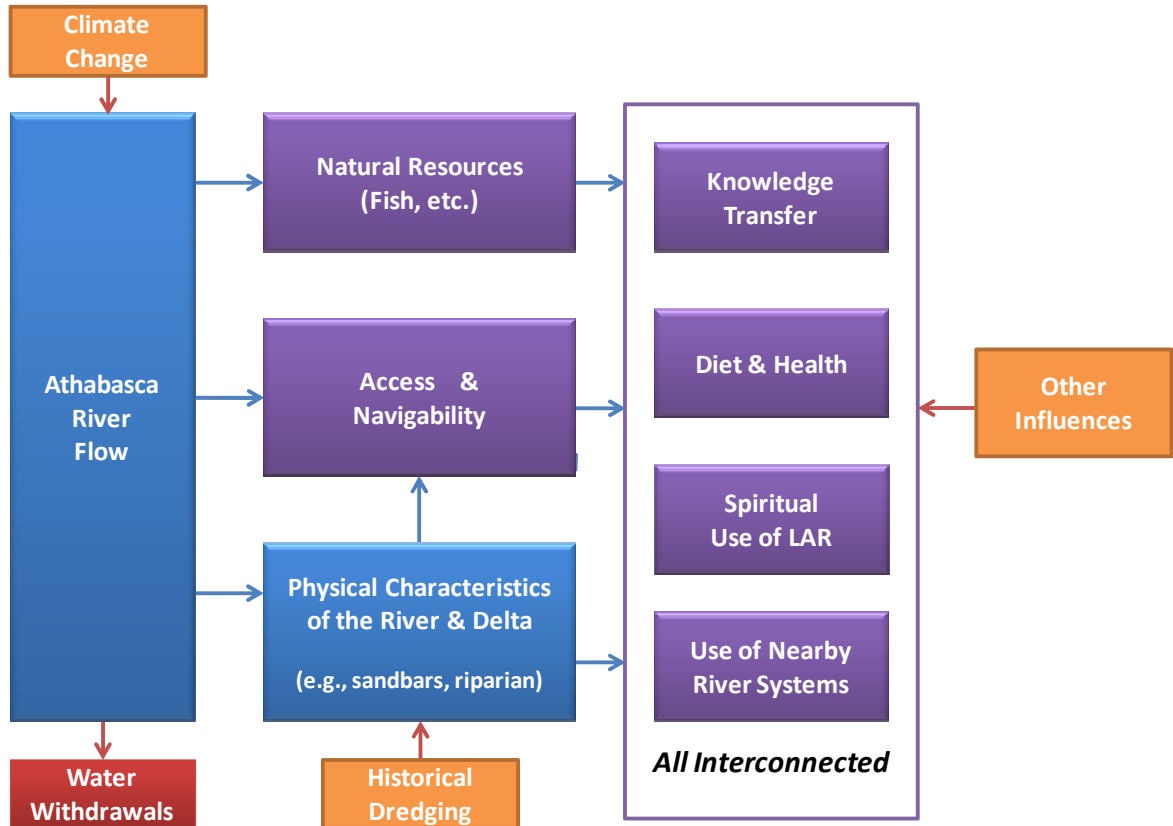 Climate
Change
Athabasca
River
Flow
Water
Withdrawals
Natural Resources
(Fish, etc.)
Access &
Navigability
Physical Characteristics
of the River & Delta
(e.g., sandbars, riparian)
Historical
Dredging
Knowledge
Transfer
Diet & Health
Spiritual
Use of LAR
Use of Nearby
River Systems
All Interconnected
Other
Influences